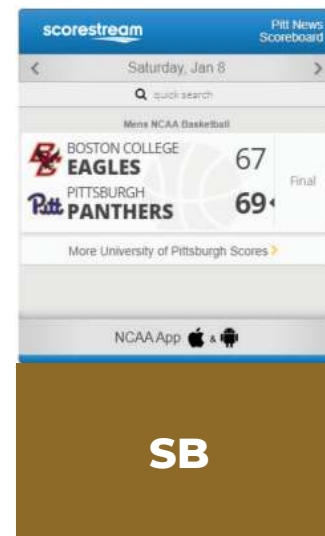 scorestream
Pitt News
Scoreboard
Saturday, Jan 8
quick search
Mens NCAA Basketball
BOSTON COLLEGE
EAGLES
67
PITTSBURGH
PANTHERS
69
Final
Pitt
More University of Pittsburgh Scores
NCAA App & 
SB